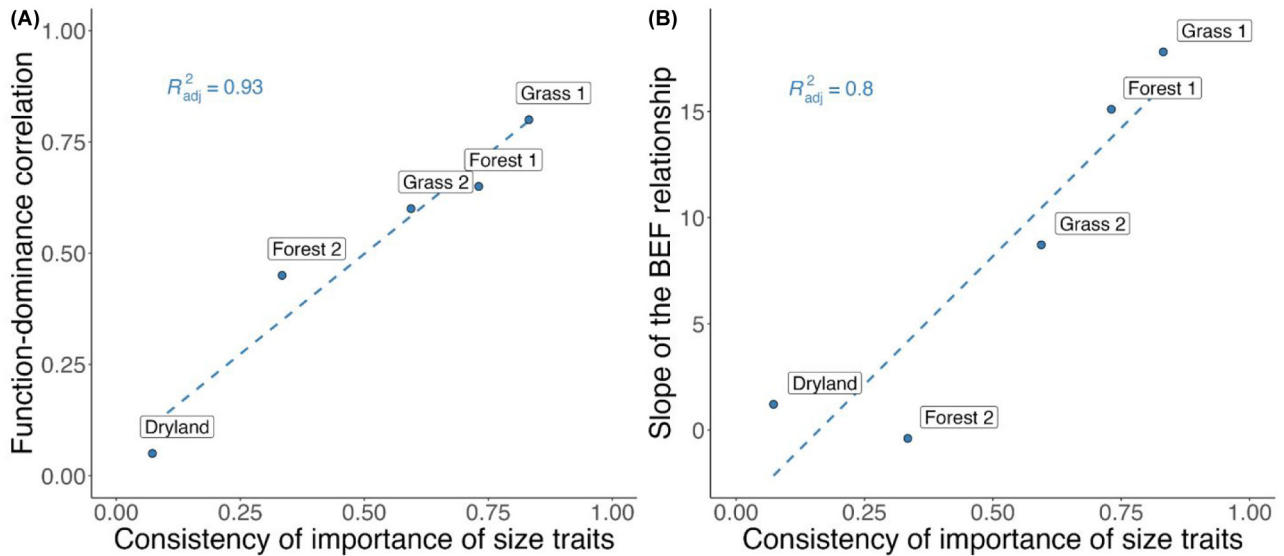 (A)
Function-dominance correlation
1.00
0.75
0.50
0.25
0.00
R²adj = 0.93
Grass 1
Forest 1
Grass 2
Forest 2
Dryland
0.00 0.25 0.50 0.75 1.00
Consistency of importance of size traits
(B)
Slope of the BEF relationship
15
10
5
0
R²adj = 0.8
Grass 1
Forest 1
Grass 2
Dryland
Forest 2
0.00 0.25 0.50 0.75 1.00
Consistency of importance of size traits